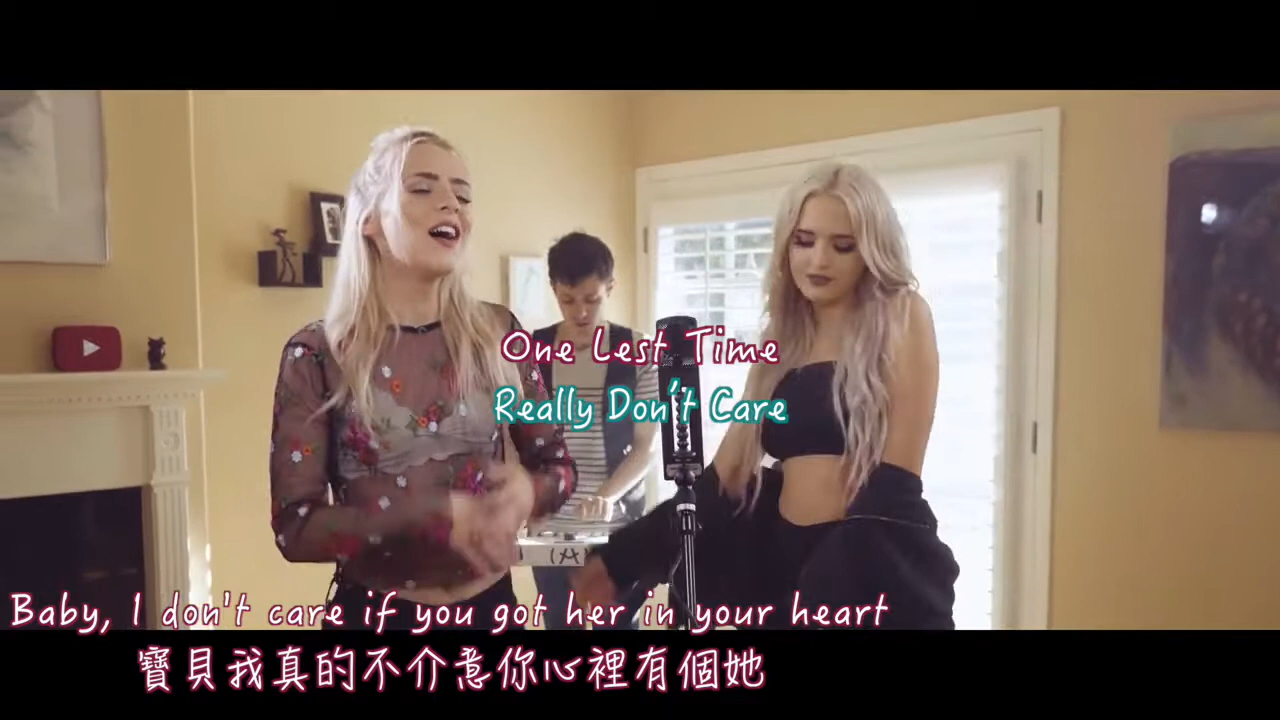 One Lest Time
Really Don't Care
Baby, I don't care if you got her in your heart
寶貝我真的不介意你心裡有個她